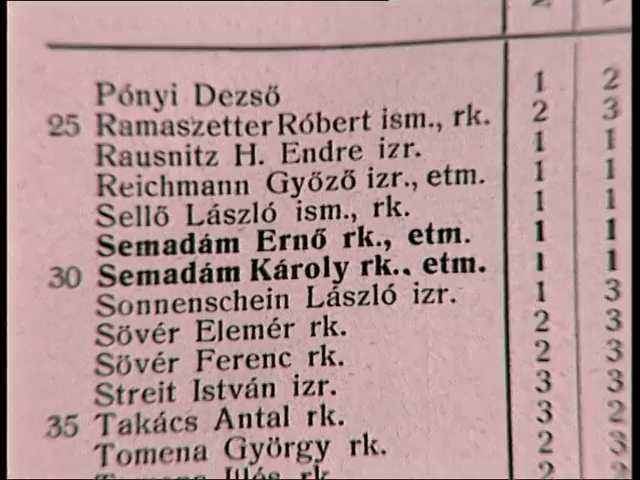 Pónyi Dezső 1 2
25 Ramaszetter Róbert ism., rk. 2 3
Rausnitz H. Endre izr. 1 1
Reichmann Győző izr., etm. 1 1
Sellő László ism., rk. 1 1
Semadám Ernő rk., etm. 1 1
30 Semadám Károly rk., etm. 1 1
Sonnenschein László izr. 1 3
Sövér Elemér rk. 2 3
Sövér Ferenc rk. 2 3
Streit István izr. 3 3
35 Takács Antal rk. 3 2
Tomena György rk. 2 3